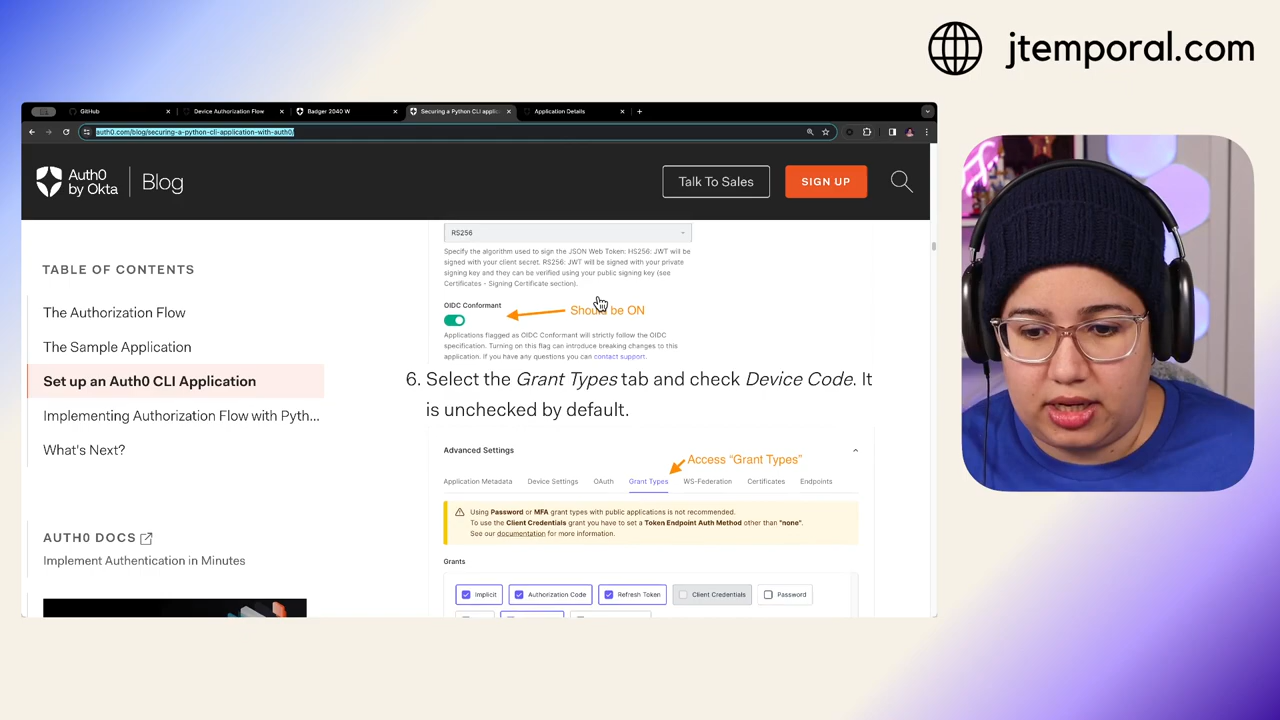 jtemporal.com
GitHub
Device Authorization Flow
Badger 2040 W
Securing a Python CLI applic
Application Details
auth0.com/blog/securing-a-python-cli-application-with-auth0/
Auth0
by Okta
Blog
Talk To Sales
SIGN UP
TABLE OF CONTENTS
The Authorization Flow
The Sample Application
Set up an Auth0 CLI Application
Implementing Authorization Flow with Pyth...
What's Next?
AUTH0 DOCS
Implement Authentication in Minutes
RS256
Specify the algorithm used to sign the JSON Web Token: HS256: JWT will be
signed with your client secret. RS256: JWT will be signed with your private
signing key and they can be verified using your public signing key (see
Certificates - Signing Certificate section).
OIDC Conformant
Should be ON
Applications flagged as OIDC Conformant will strictly follow the OIDC
specification. Turning on this flag can introduce breaking changes to this
application. If you have any questions you can contact support.
6. Select the Grant Types tab and check Device Code. It
is unchecked by default.
Advanced Settings
Access “Grant Types”
Application Metadata
Device Settings
OAuth
Grant Types
WS-Federation
Certificates
Endpoints
Using Password or MFA grant types with public applications is not recommended.
To use the Client Credentials grant you have to set a Token Endpoint Auth Method other than "none".
See our documentation for more information.
Grants
Implicit
Authorization Code
Refresh Token
Client Credentials
Password